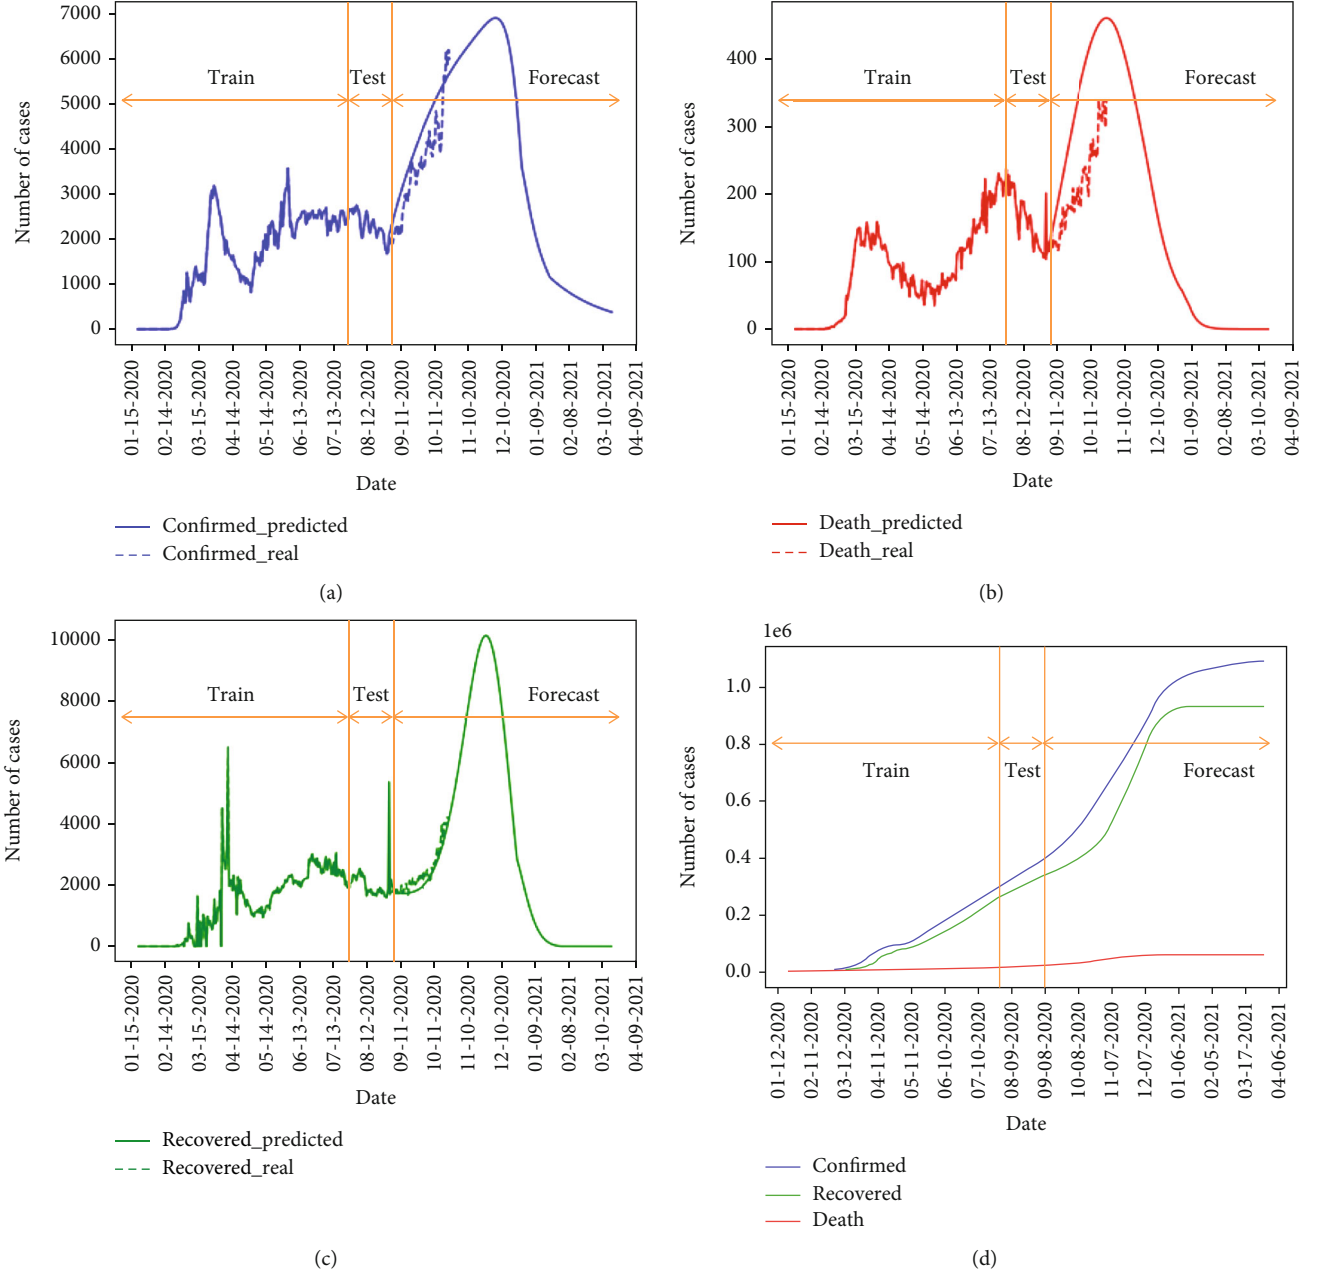 7000
6000
5000
4000
3000
2000
1000
0
Number of cases
Train
Test
Forecast
01-15-2020
02-14-2020
03-15-2020
04-14-2020
05-14-2020
06-13-2020
07-13-2020
08-12-2020
09-11-2020
10-11-2020
11-10-2020
12-10-2020
01-09-2021
02-08-2021
03-10-2021
04-09-2021
Date
Confirmed_predicted
Confirmed_real
(a)
400
300
200
100
0
Number of cases
Train
Test
Forecast
01-15-2020
02-14-2020
03-15-2020
04-14-2020
05-14-2020
06-13-2020
07-13-2020
08-12-2020
09-11-2020
10-11-2020
11-10-2020
12-10-2020
01-09-2021
02-08-2021
03-10-2021
04-09-2021
Date
Death_predicted
Death_real
(b)
10000
8000
6000
4000
2000
0
Number of cases
Train
Test
Forecast
01-15-2020
02-14-2020
03-15-2020
04-14-2020
05-14-2020
06-13-2020
07-13-2020
08-12-2020
09-11-2020
10-11-2020
11-10-2020
12-10-2020
01-09-2021
02-08-2021
03-10-2021
04-09-2021
Date
Recovered_predicted
Recovered_real
(c)
1e6
1.0
0.8
0.6
0.4
0.2
0.0
Number of cases
Train
Test
Forecast
01-12-2020
02-11-2020
03-12-2020
04-11-2020
05-11-2020
06-10-2020
07-10-2020
08-09-2020
09-08-2020
10-08-2020
11-07-2020
12-07-2020
01-06-2021
02-05-2021
03-17-2021
04-06-2021
Date
Confirmed
Recovered
Death
(d)